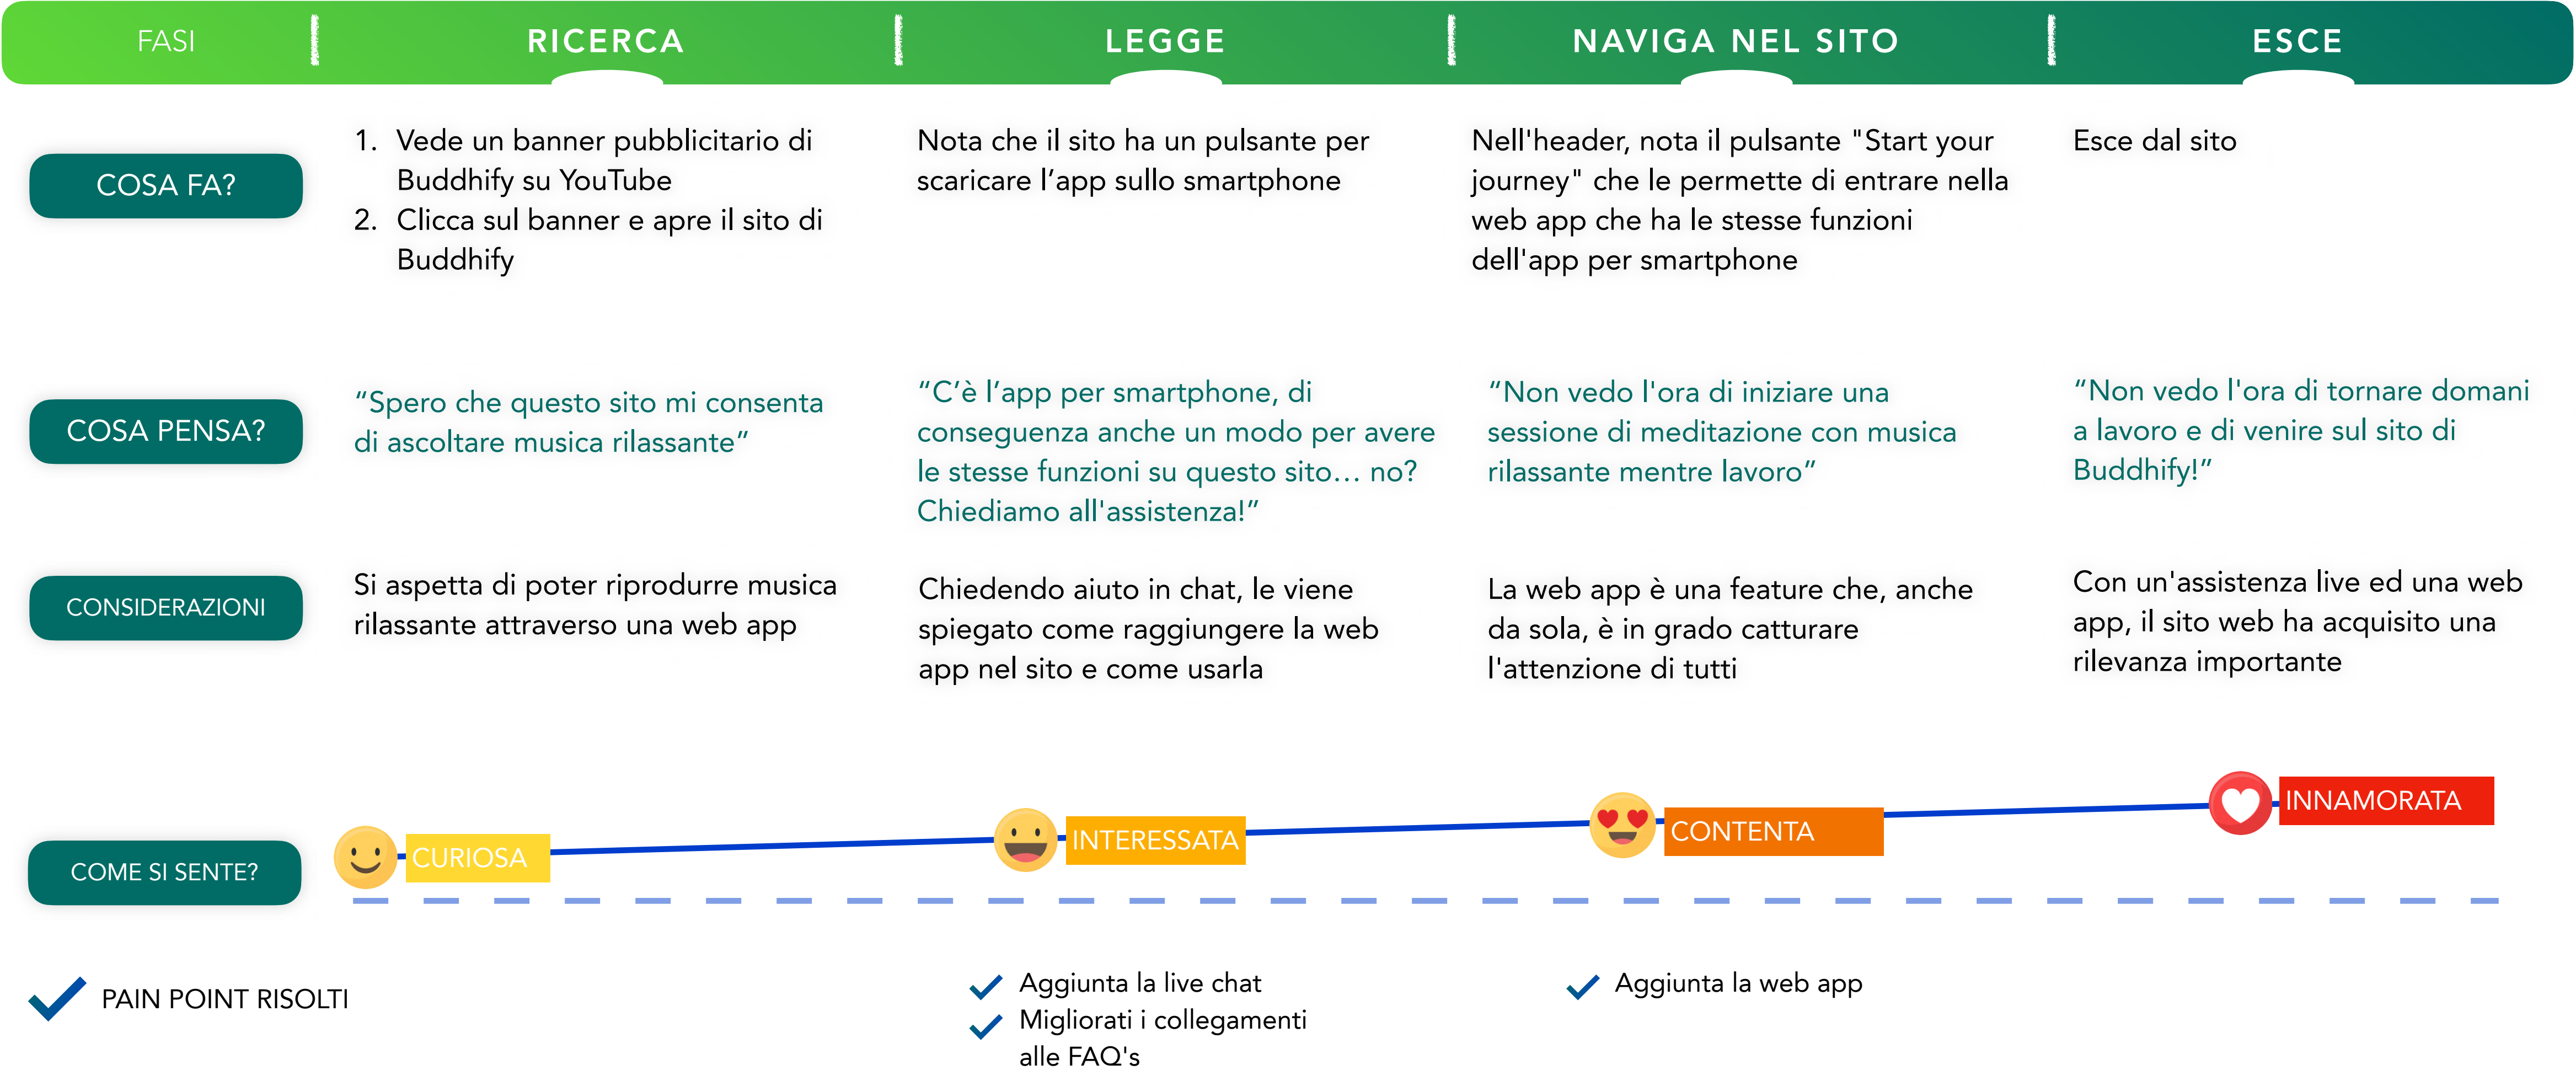 FASI
RICERCA
LEGGE
NAVIGA NEL SITO
ESCE
COSA FA?
1. Vede un banner pubblicitario di
Buddhify su YouTube
2. Clicca sul banner e apre il sito di
Buddhify
Nota che il sito ha un pulsante per
scaricare l’app sullo smartphone
Nell'header, nota il pulsante "Start your
journey" che le permette di entrare nella
web app che ha le stesse funzioni
dell'app per smartphone
Esce dal sito
COSA PENSA?
“Spero che questo sito mi consenta
di ascoltare musica rilassante”
“C’è l’app per smartphone, di
conseguenza anche un modo per avere
le stesse funzioni su questo sito… no?
Chiediamo all'assistenza!”
“Non vedo l'ora di iniziare una
sessione di meditazione con musica
rilassante mentre lavoro”
“Non vedo l'ora di tornare domani
a lavoro e di venire sul sito di
Buddhify!”
CONSIDERAZIONI
Si aspetta di poter riprodurre musica
rilassante attraverso una web app
Chiedendo aiuto in chat, le viene
spiegato come raggiungere la web
app nel sito e come usarla
La web app è una feature che, anche
da sola, è in grado catturare
l'attenzione di tutti
Con un'assistenza live ed una web
app, il sito web ha acquisito una
rilevanza importante
COME SI SENTE?
CURIOSA
INTERESSATA
CONTENTA
INNAMORATA
PAIN POINT RISOLTI
Aggiunta la live chat
Migliorati i collegamenti
alle FAQ's
Aggiunta la web app